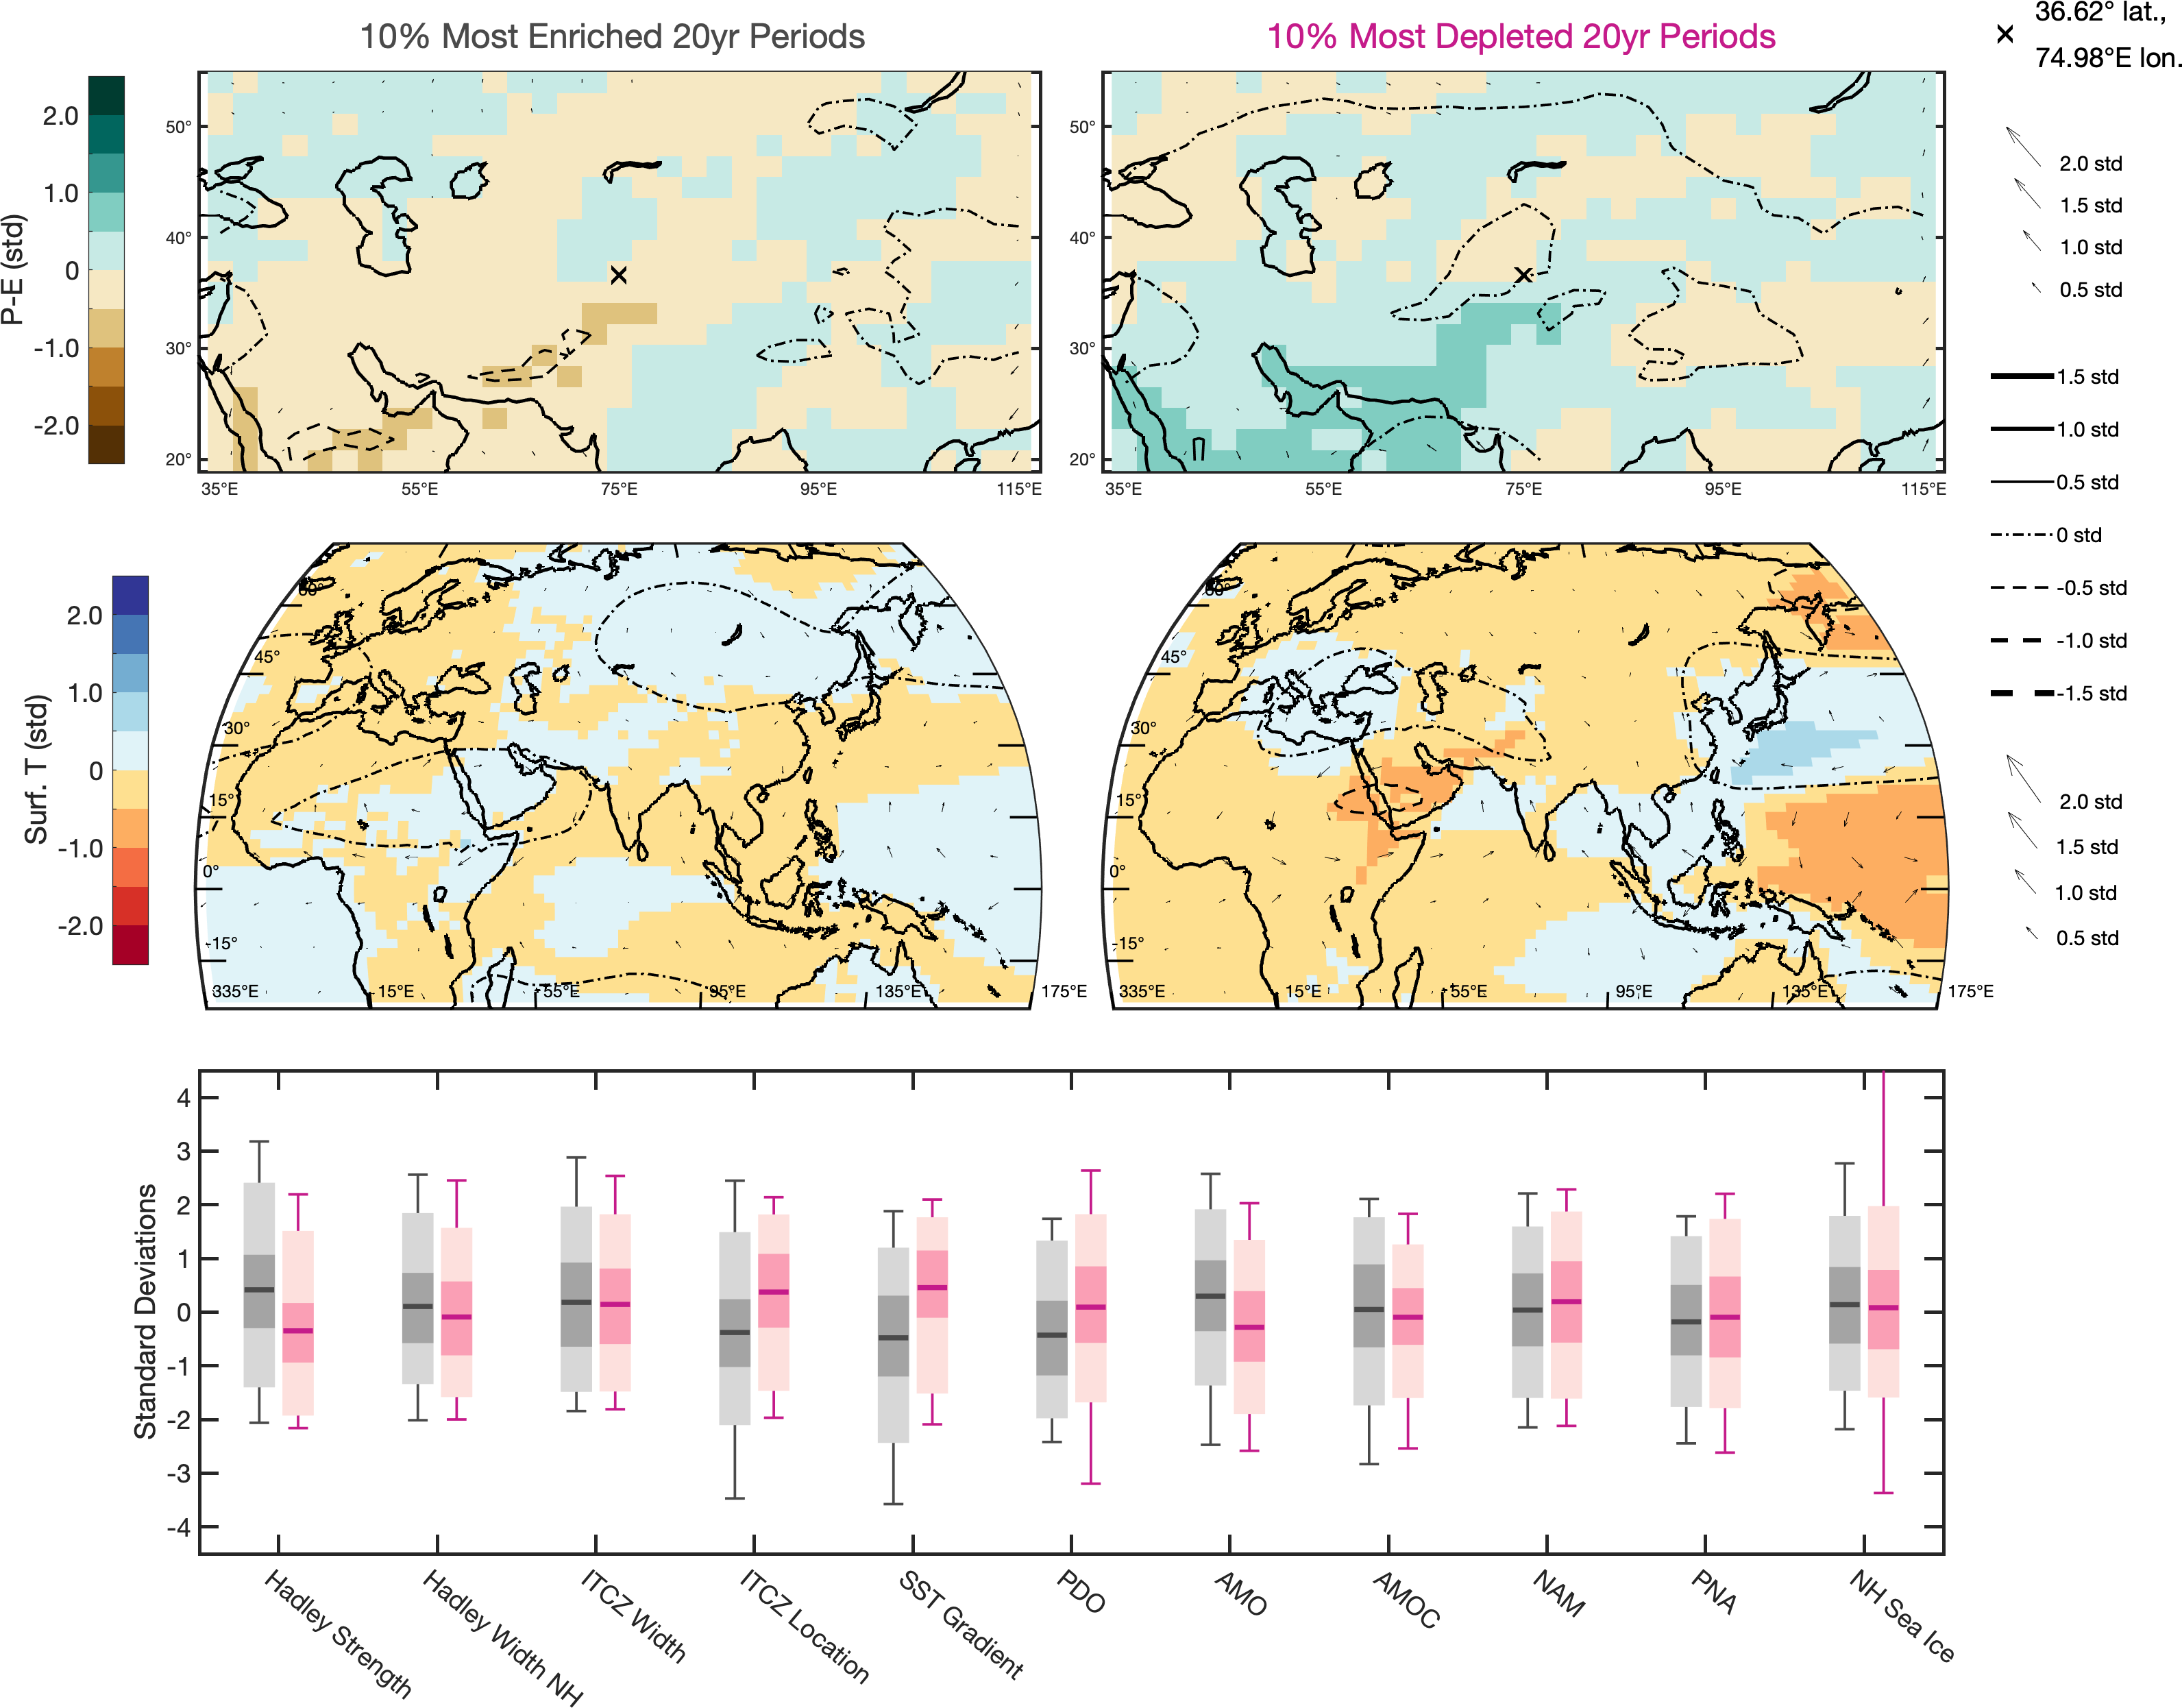 10% Most Enriched 20yr Periods
10% Most Depleted 20yr Periods
36.62° lat.,
74.98°E lon.
P-E (std)
2.0
1.0
0
-1.0
-2.0
50°
40°
30°
20°
35°E 55°E 75°E 95°E 115°E
50°
40°
30°
20°
35°E 55°E 75°E 95°E 115°E
2.0 std
1.5 std
1.0 std
0.5 std
1.5 std
1.0 std
0.5 std
0 std
-0.5 std
-1.0 std
-1.5 std
Surf. T (std)
2.0
1.0
0
-1.0
-2.0
60°
45°
30°
15°
0°
-15°
335°E 15°E 55°E 95°E 135°E 175°E
60°
45°
30°
15°
0°
-15°
335°E 15°E 55°E 95°E 135°E 175°E
2.0 std
1.5 std
1.0 std
0.5 std
Standard Deviations
4
3
2
1
0
-1
-2
-3
-4
Hadley Strength
Hadley Width NH
ITCZ Width
ITCZ Location
SST Gradient
PDO
AMO
AMOC
NAM
PNA
NH Sea Ice